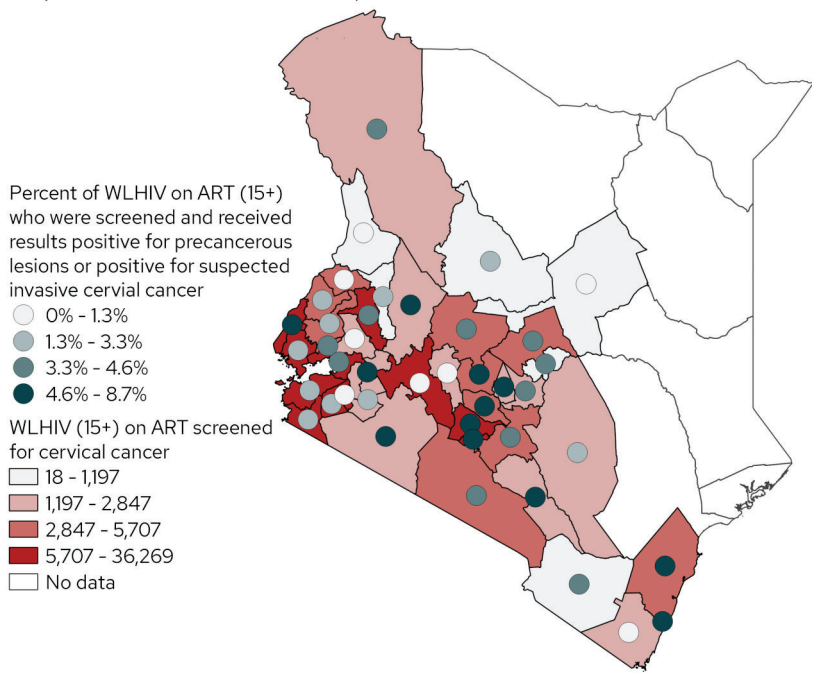 Percent of WLHIV on ART (15+)
who were screened and received
results positive for precancerous
lesions or positive for suspected
invasive cervial cancer
0% - 1.3%
1.3% - 3.3%
3.3% - 4.6%
4.6% - 8.7%
WLHIV (15+) on ART screened
for cervical cancer
18 - 1,197
1,197 - 2,847
2,847 - 5,707
5,707 - 36,269
No data